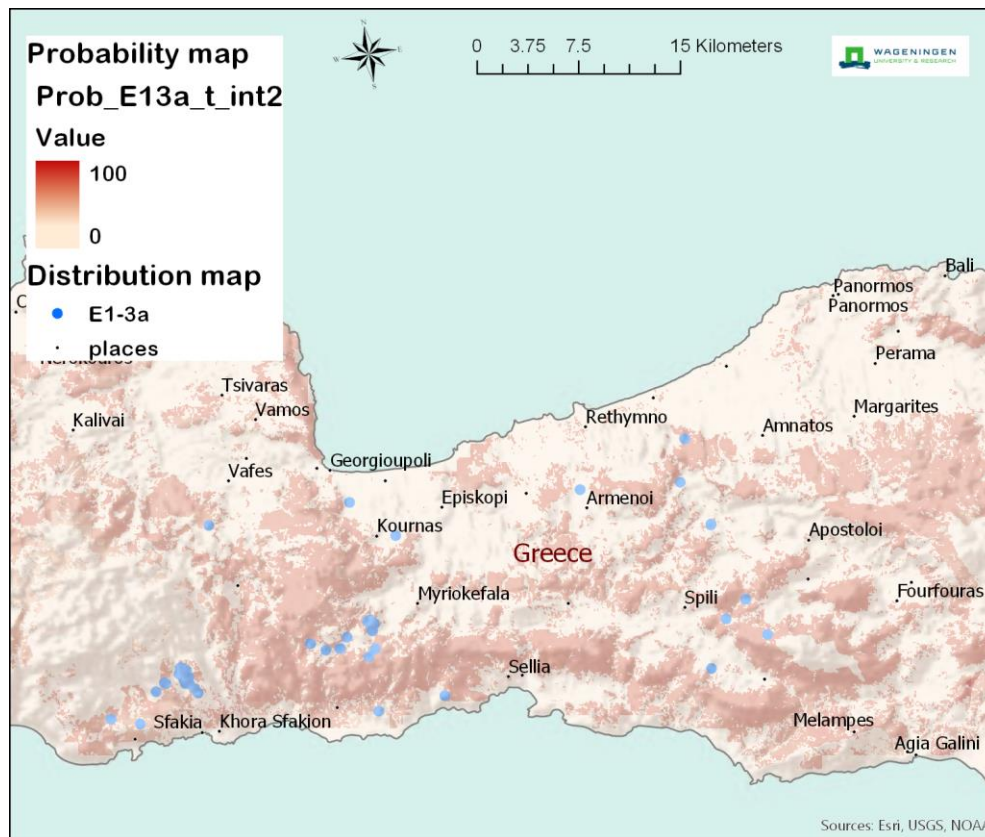 Probability map
Prob_E13a_t_int2
Value
100
0
Distribution map
E1-3a
places
N
E
S
W
0 3.75 7.5 15 Kilometers
WAGENINGEN
UNIVERSITY & RESEARCH
Bali
Panormos
Panormos
Perama
Tsivaras
Vamos
Kalivai
Margarites
Rethymno
Amnatos
Georgioupoli
Vafes
Episkopi
Armenoi
Kournas
Apostoloi
Greece
Myriokefala
Spili
Fourfouras
Sellia
Sfakia
Khora Sfakion
Melampes
Agia Galini
Sources: Esri, USGS, NOAA